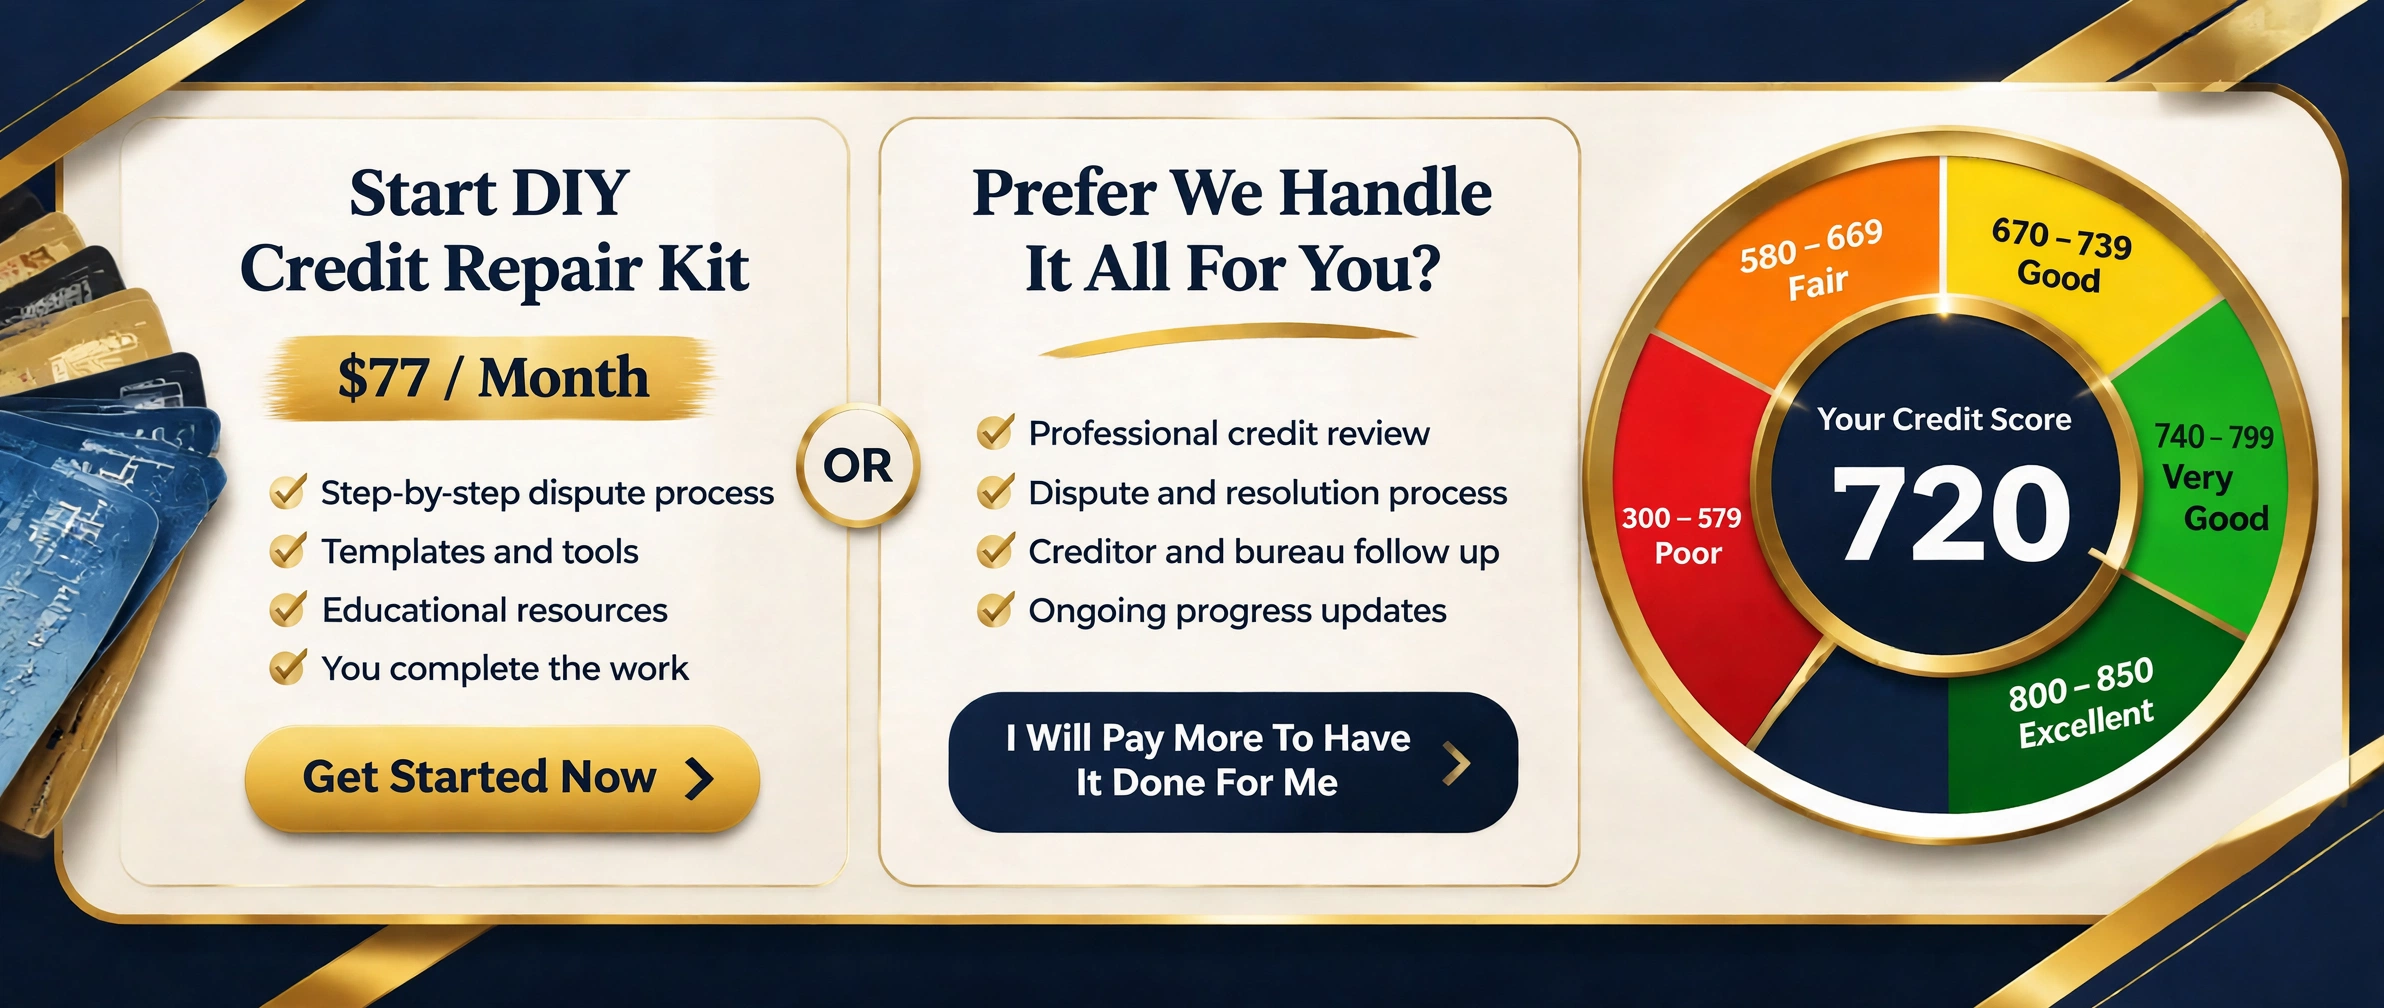 Start DIY
Credit Repair Kit
$77 / Month
Step-by-step dispute process
Templates and tools
Educational resources
You complete the work
Get Started Now
OR
Prefer We Handle
It All For You?
Professional credit review
Dispute and resolution process
Creditor and bureau follow up
Ongoing progress updates
I Will Pay More To Have
It Done For Me
580 – 669
Fair
670 – 739
Good
740 – 799
Very
Good
300 – 579
Poor
800 – 850
Excellent
Your Credit Score
720